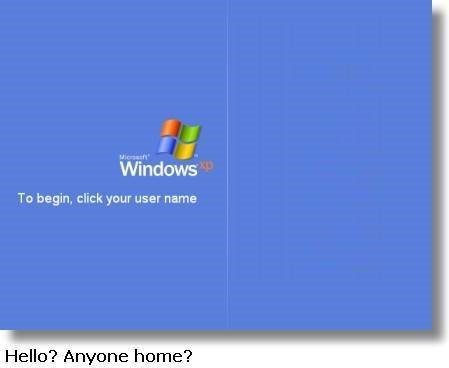 Microsoft®
Windows xp
To begin, click your user name
Hello? Anyone home?